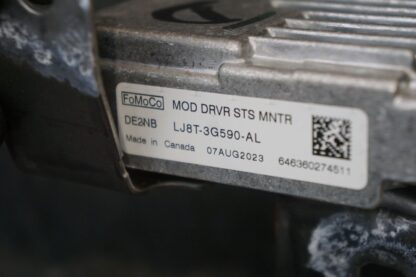 FoMoCo MOD DRVR STS MNTR
DE2NB LJ8T-3G590-AL
Made in Canada 07AUG2023 646360274511